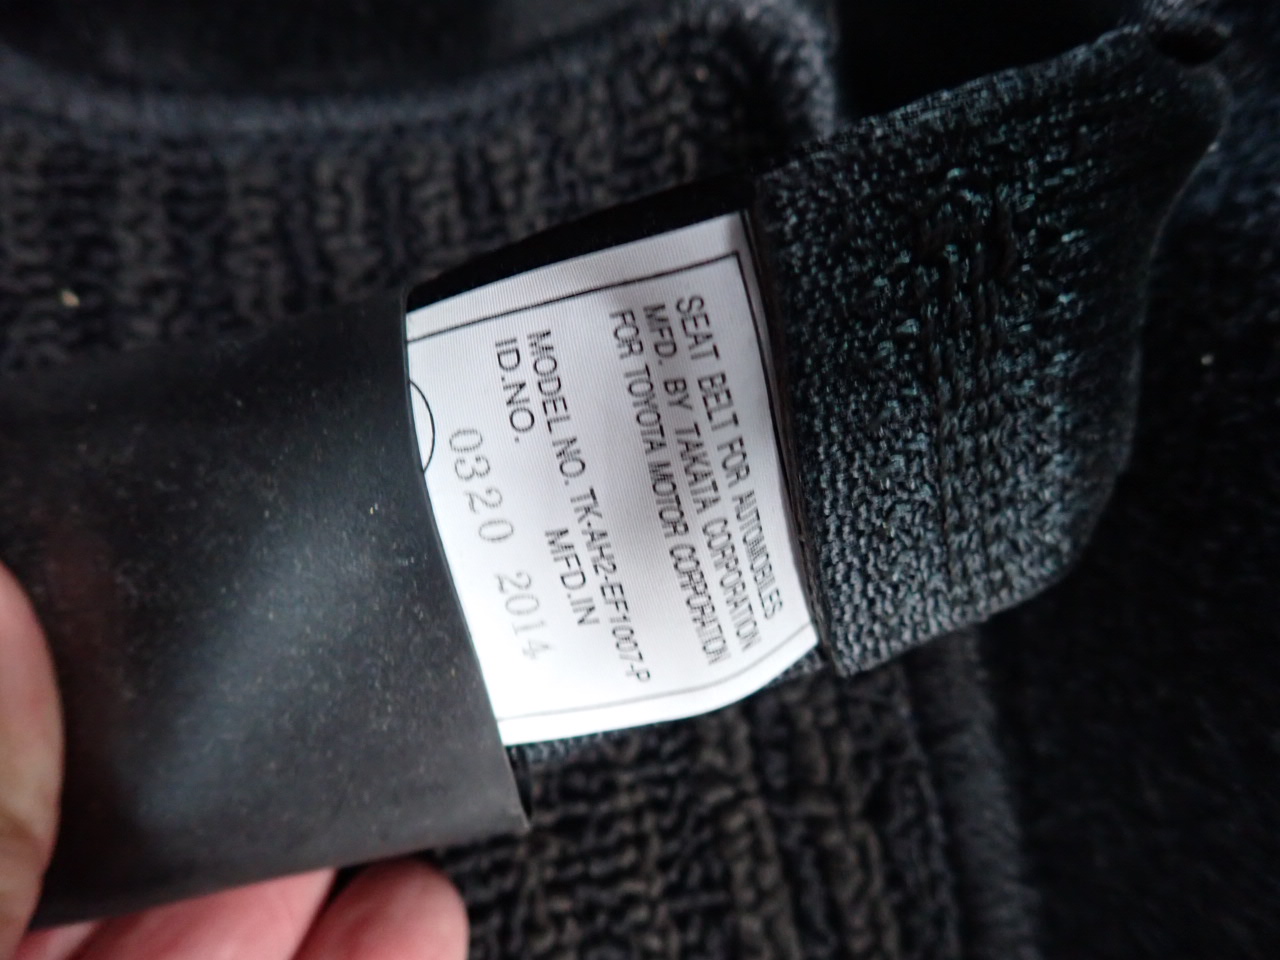 SEAT BELT FOR AUTOMOBILES
MFD. BY TAKATA CORPORATION
FOR TOYOTA MOTOR CORPORATION
MODEL NO. TK-AH2-EF1007-P
ID.NO. MFD.IN
0320 2014